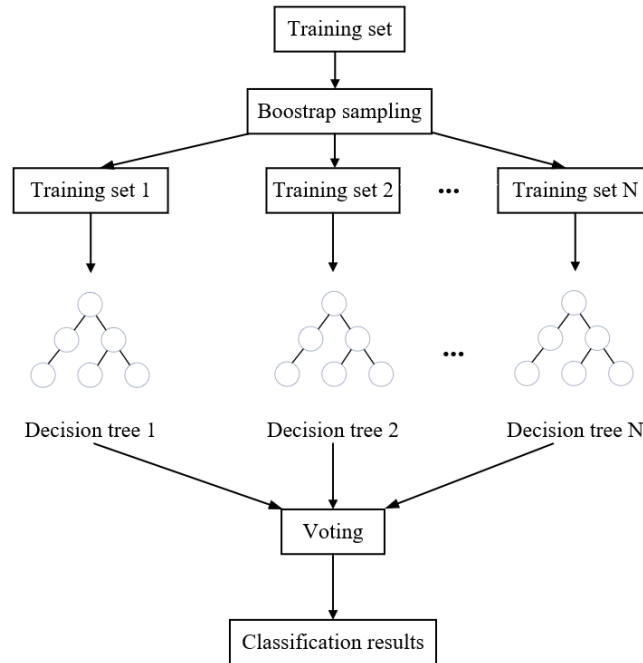 Training set
Boostrap sampling
Training set 1
Training set 2
...
Training set N
...
Decision tree 1
Decision tree 2
Decision tree N
Voting
Classification results